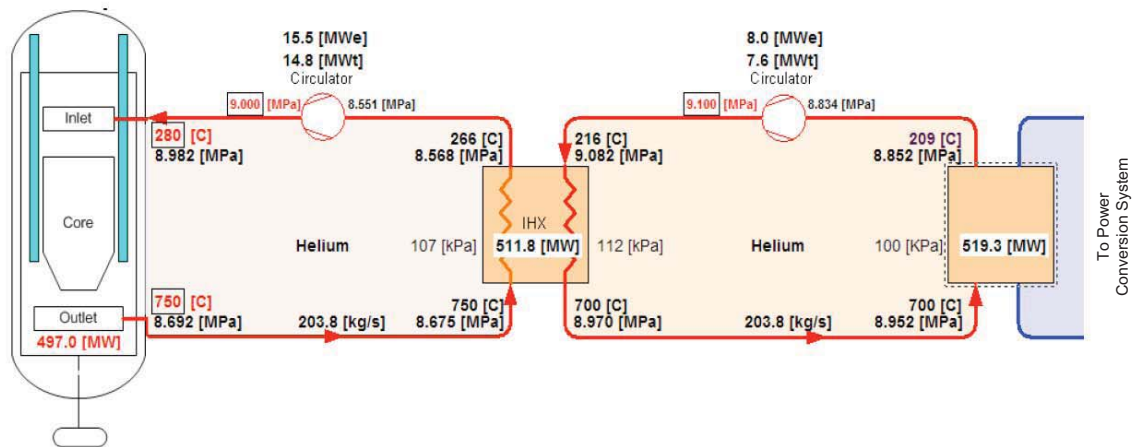 15.5 [MWe]
14.8 [MWt]
Circulator
9.000 [MPa]
8.551 [MPa]
8.0 [MWe]
7.6 [MWt]
Circulator
9.100 [MPa]
8.834 [MPa]
Inlet
280 [C]
8.982 [MPa]
266 [C]
8.568 [MPa]
216 [C]
9.082 [MPa]
209 [C]
8.852 [MPa]
Core
Helium
107 [kPa]
IHX
511.8 [MW]
112 [kPa]
Helium
100 [KPa]
519.3 [MW]
To Power
Conversion System
Outlet
497.0 [MW]
750 [C]
8.692 [MPa]
203.8 [kg/s]
750 [C]
8.675 [MPa]
700 [C]
8.970 [MPa]
203.8 [kg/s]
700 [C]
8.952 [MPa]